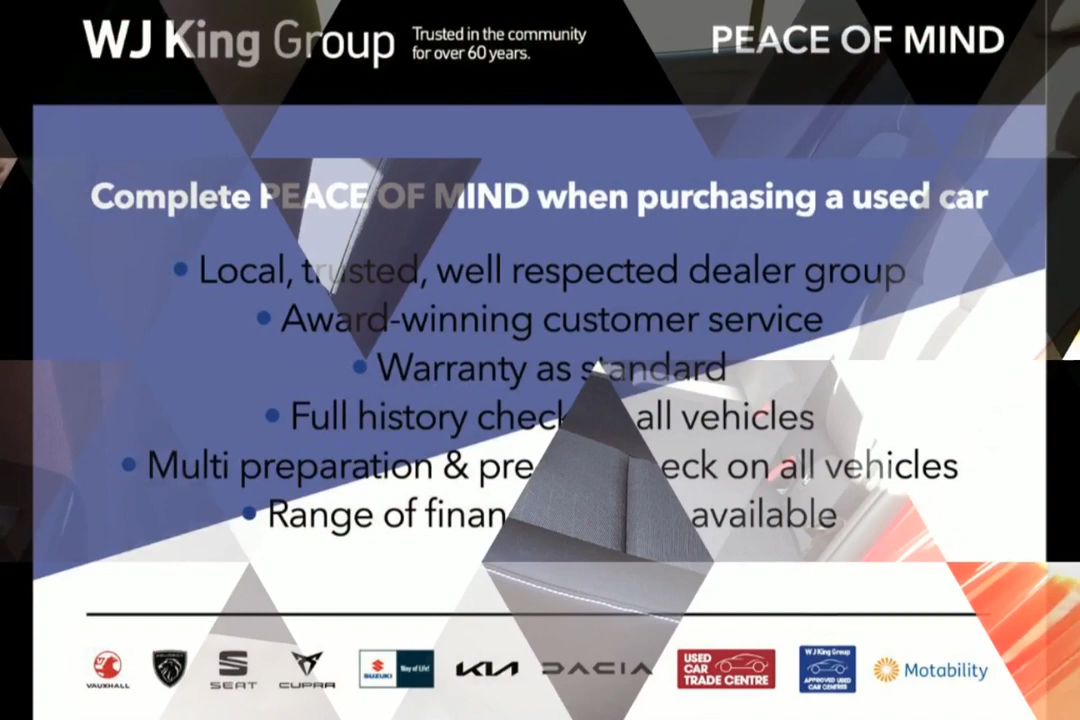 WJ King Group
Trusted in the community
for over 60 years.
PEACE OF MIND
Complete PEACE OF MIND when purchasing a used car
• Local, trusted, well respected dealer group
• Award-winning customer service
• Warranty as standard
• Full history check all vehicles
• Multi preparation & pre eck on all vehicles
• Range of finan available
VAUXHALL
PEUGEOT
SEAT
CUPRA
SUZUKI
Way of Life!
KIA
DACIA
USED
CAR
TRADE CENTRE
WJ King Group
APPROVED USED
CAR CENTRES
Motability